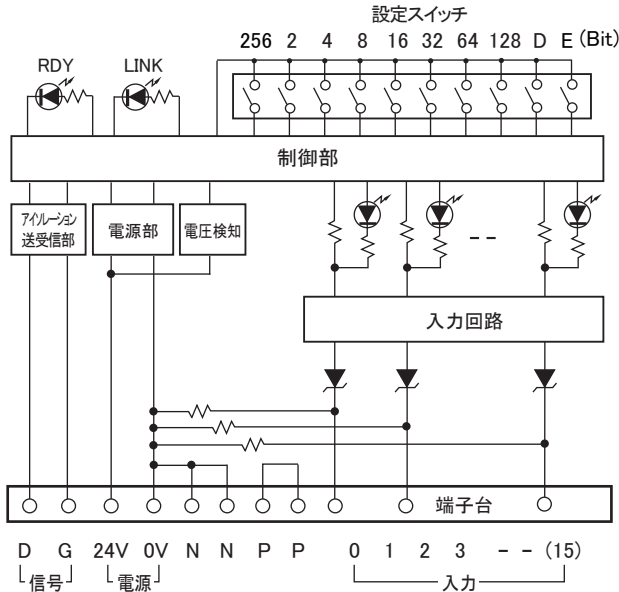 設定スイッチ
256 2 4 8 16 32 64 128 D E (Bit)
RDY LINK
制御部
アイソレーション
送受信部
電源部
電圧検知
- -
入力回路
端子台
D G 24V 0V N N P P 0 1 2 3 - - (15)
信号 電源 入力